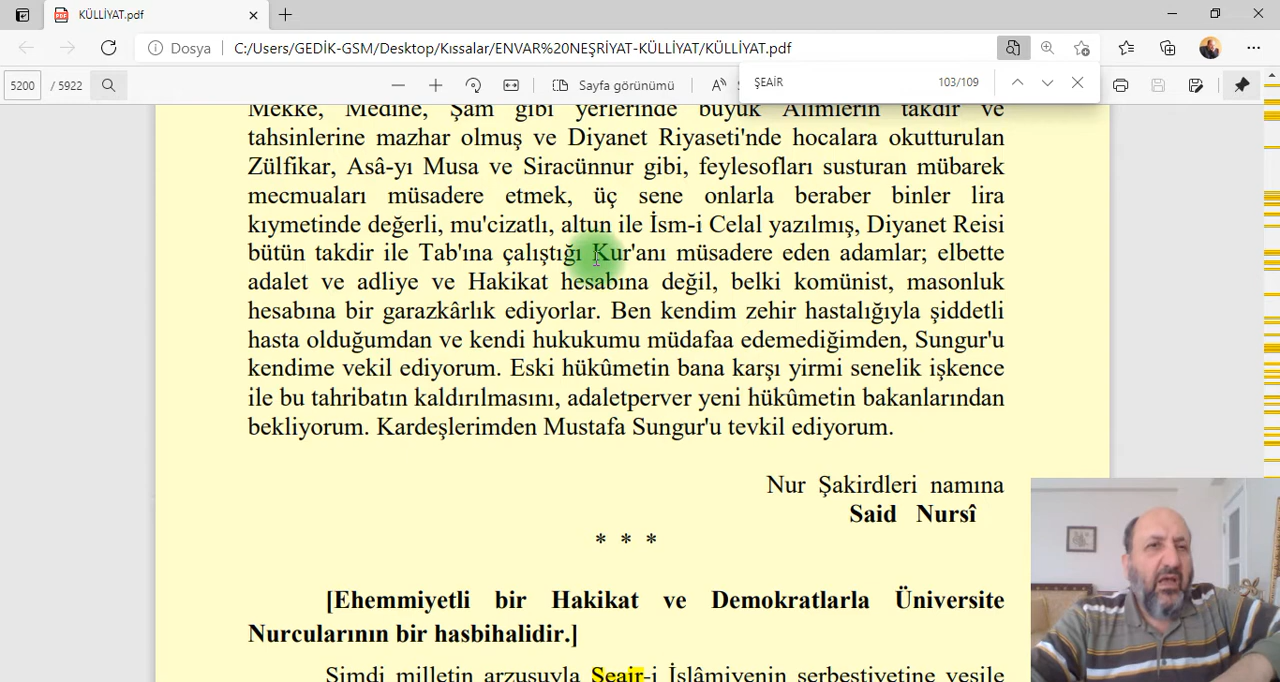 KÜLLİYAT.pdf
Dosya
C:/Users/GEDİK-GSM/Desktop/Kıssalar/ENVAR%20NEŞRİYAT-KÜLLİYAT/KÜLLİYAT.pdf
5200 / 5922
Sayfa görünümü
ŞEAİR 103/109
Mekke, Medine, Şam gibi yerlerinde büyük Âlimlerin takdir ve
tahsinlerine mazhar olmuş ve Diyanet Riyaseti'nde hocalara okutturulan
Zülfikar, Asâ-yı Musa ve Siracünnur gibi, feylesofları susturan mübarek
mecmuaları müsadere etmek, üç sene onlarla beraber binler lira
kıymetinde değerli, mu'cizatlı, altun ile İsm-i Celal yazılmış, Diyanet Reisi
bütün takdir ile Tab'ına çalıştığı Kur'anı müsadere eden adamlar; elbette
adalet ve adliye ve Hakikat hesabına değil, belki komünist, masonluk
hesabına bir garazkârlık ediyorlar. Ben kendim zehir hastalığıyla şiddetli
hasta olduğumdan ve kendi hukukumu müdafaa edemediğimden, Sungur'u
kendime vekil ediyorum. Eski hükûmetin bana karşı yirmi senelik işkence
ile bu tahribatın kaldırılmasını, adaletperver yeni hükûmetin bakanlarından
bekliyorum. Kardeşlerimden Mustafa Sungur'u tevkil ediyorum.
Nur Şakirdleri namına
Said Nursî
* * *
[Ehemmiyetli bir Hakikat ve Demokratlarla Üniversite
Nurcularının bir hasbihalidir.]
Şimdi milletin arzusuyla Şeair-i İslâmiyenin serbestiyetine vesile